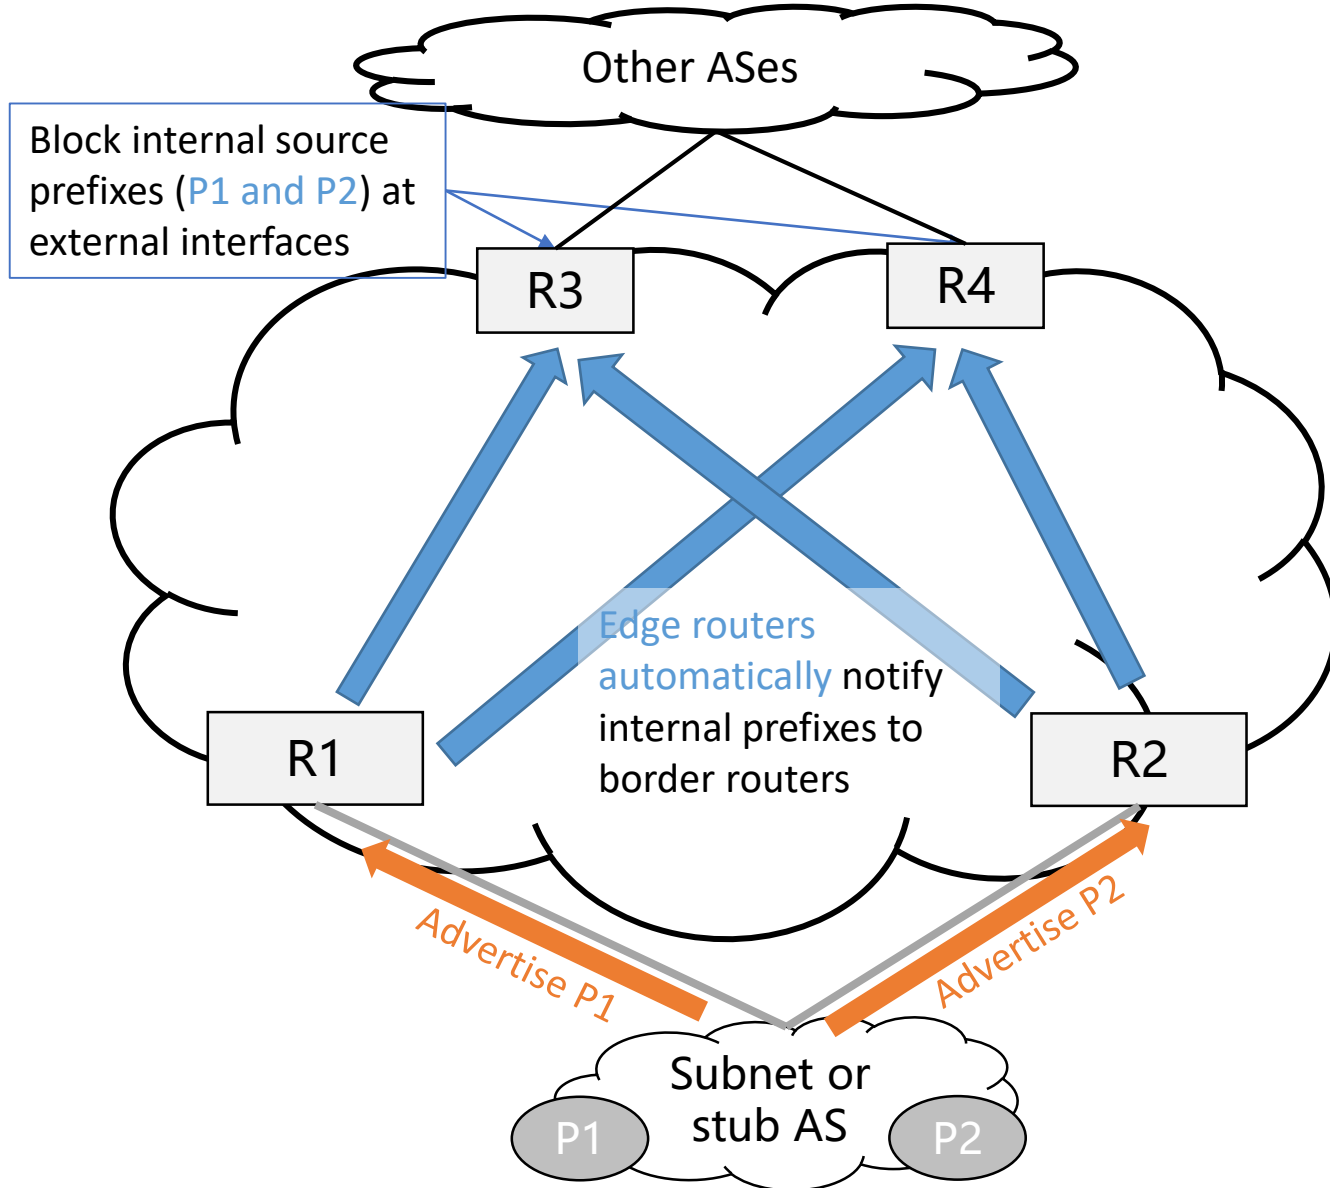 Other ASes
Block internal source
prefixes (P1 and P2) at
external interfaces
R3
R4
Edge routers
automatically notify
internal prefixes to
border routers
R1
R2
Advertise P1
Advertise P2
Subnet or
stub AS
P1
P2